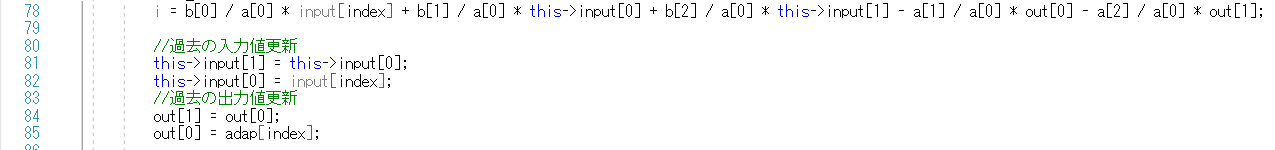 78 i = b[0] / a[0] * input[index] + b[1] / a[0] * this->input[0] + b[2] / a[0] * this->input[1] - a[1] / a[0] * out[0] - a[2] / a[0] * out[1];
79
80 //過去の入力値更新
81 this->input[1] = this->input[0];
82 this->input[0] = input[index];
83 //過去の出力値更新
84 out[1] = out[0];
85 out[0] = adap[index];